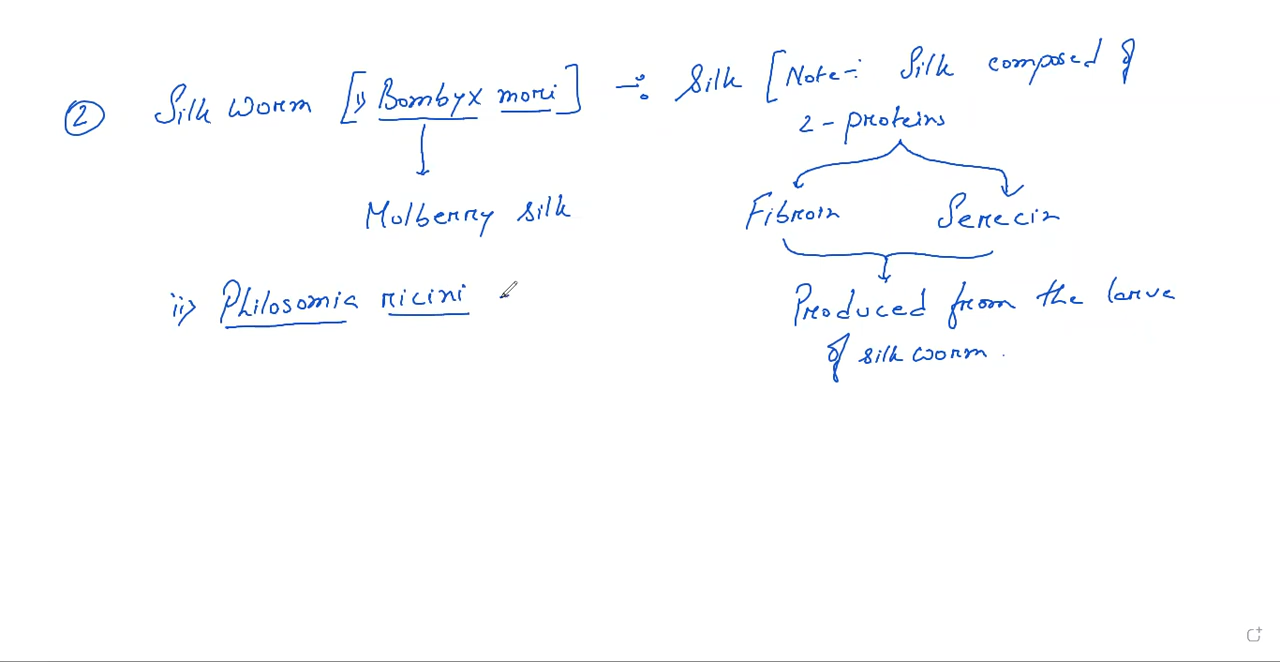 ② Silk worm [i) Bombyx mori] -: Silk [Note-: Silk composed of
2 - proteins
Mulberry silk
Fibroin Serecin
ii) Philosomia ricini
Produced from the larve
of silk worm.